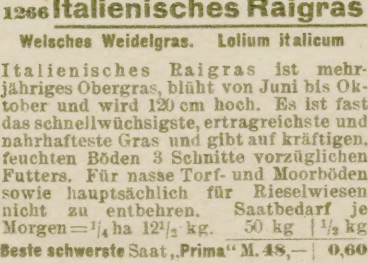 1266 Italienisches Raigras
Welsches Weidelgras. Lolium italicum
Italienisches Raigras ist mehr-
jähriges Obergras, blüht von Juni bis Ok-
tober und wird 120 cm hoch. Es ist fast
das schnellwüchsigste, ertragreichste und
nahrhafteste Gras und gibt auf kräftigen,
feuchten Böden 3 Schnitte vorzüglichen
Futters. Für nasse Torf- und Moorböden
sowie hauptsächlich für Rieselwiesen
nicht zu entbehren. Saatbedarf je
Morgen = 1/4 ha 12 1/2 kg. 50 kg | 1/2 kg
Beste schwerste Saat „Prima“ M. 48,– | 0,60